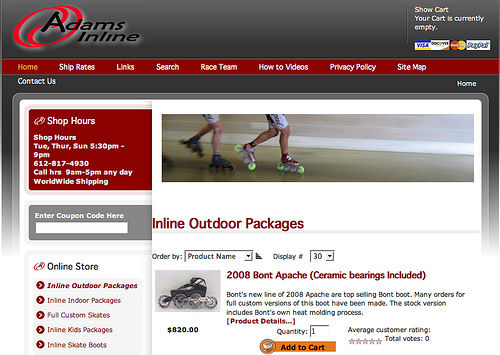 Adams
Inline
Show Cart
Your Cart is currently
empty.
VISA DISCOVER PayPal
Home Ship Rates Links Search Race Team How to Videos Privacy Policy Site Map
Contact Us
Home
Shop Hours
Shop Hours
Tue, Thur, Sun 5:30pm -
9pm
612-817-4930
Call hrs 9am-5pm any day
WorldWide Shipping
Enter Coupon Code Here
Online Store
Inline Outdoor Packages
Inline Indoor Packages
Full Custom Skates
Inline Kids Packages
Inline Skate Boots
Inline Outdoor Packages
Order by: Product Name Display # 30
2008 Bont Apache (Ceramic bearings Included)
Bont's new line of 2008 Apache are top selling Bont boot. Many orders for
full custom versions of this boot have been made. The stock version
includes Bont's own heat molding process.
[Product Details...]
$820.00
Quantity: 1
Add to Cart
Average customer rating:
Total votes: 0